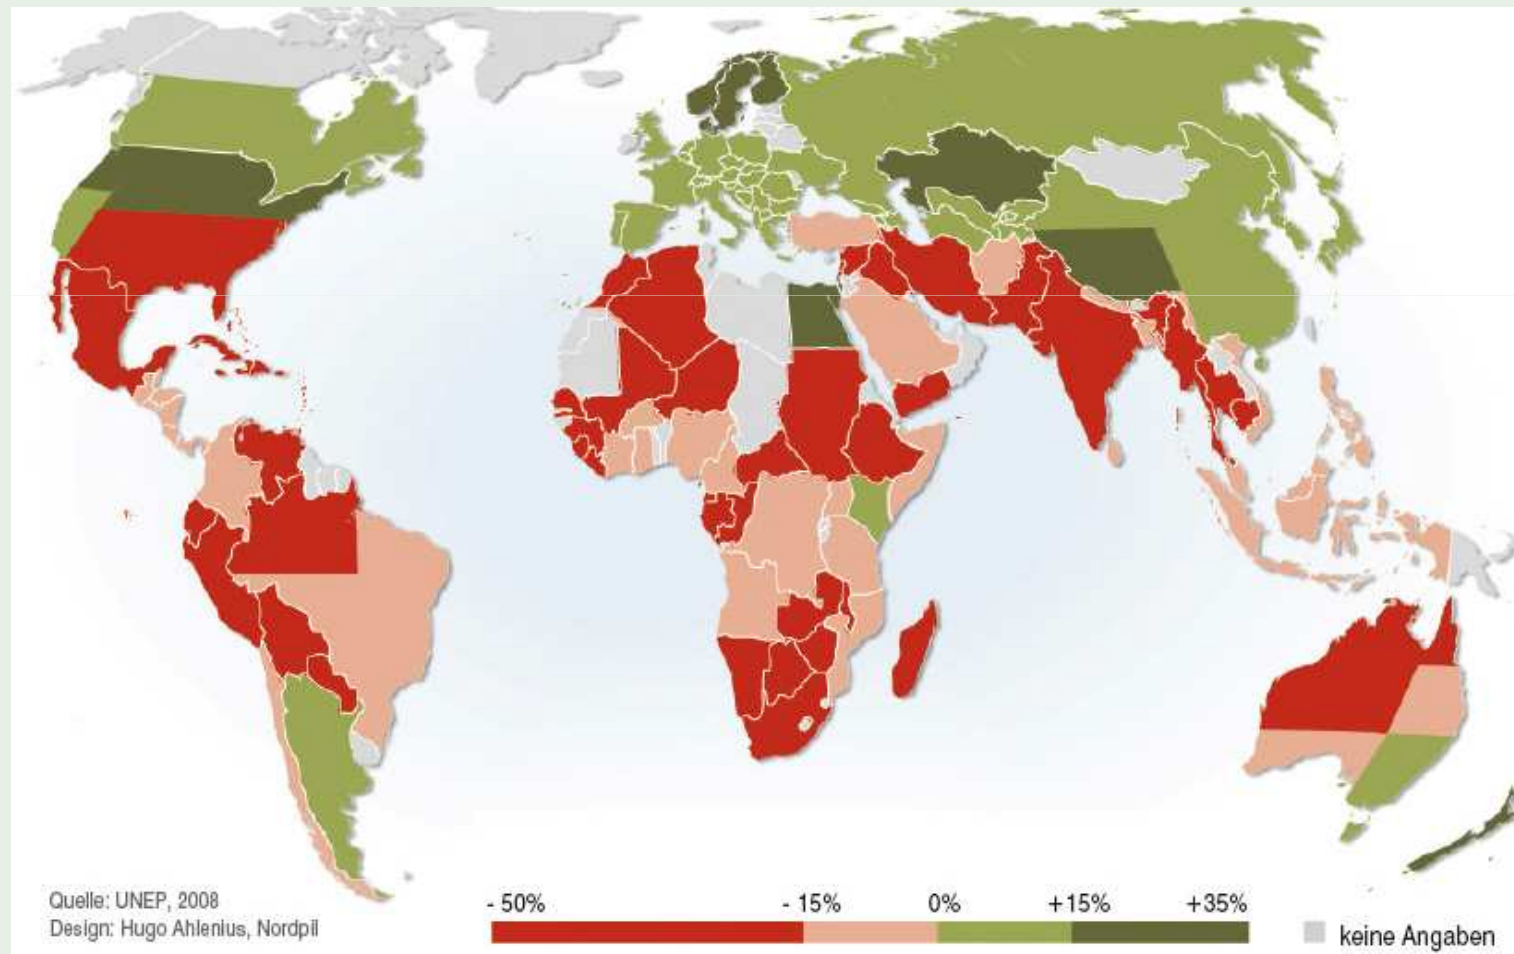 Quelle: UNEP, 2008
Design: Hugo Ahlenius, Nordpil
- 50% - 15% 0% +15% +35%
keine Angaben